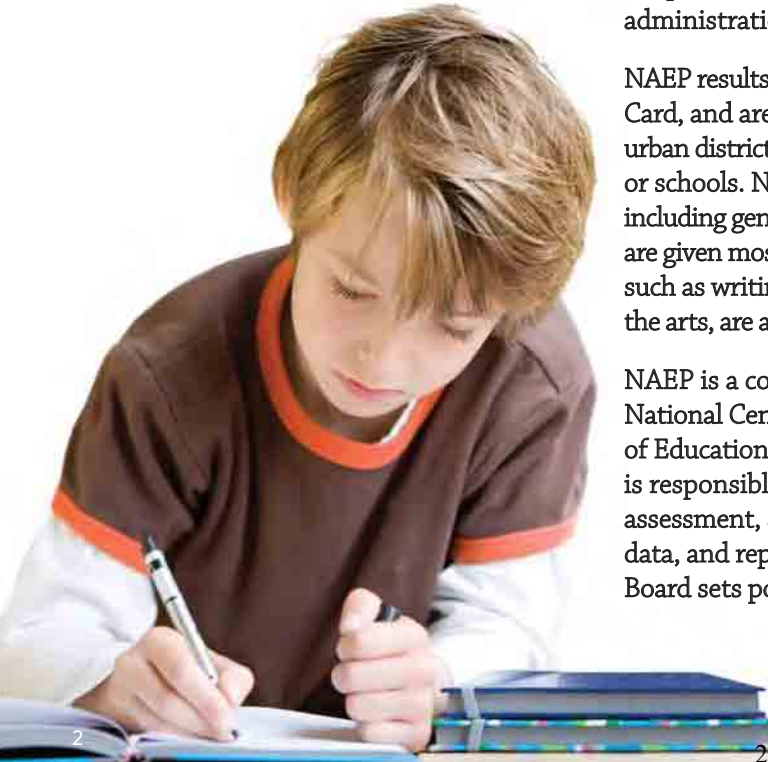 administratio
NAEP results
Card, and are
urban district
or schools. N
including gen
are given mos
such as writin
the arts, are a
NAEP is a co
National Cen
of Education
is responsibl
assessment,
data, and rep
Board sets po
2
2